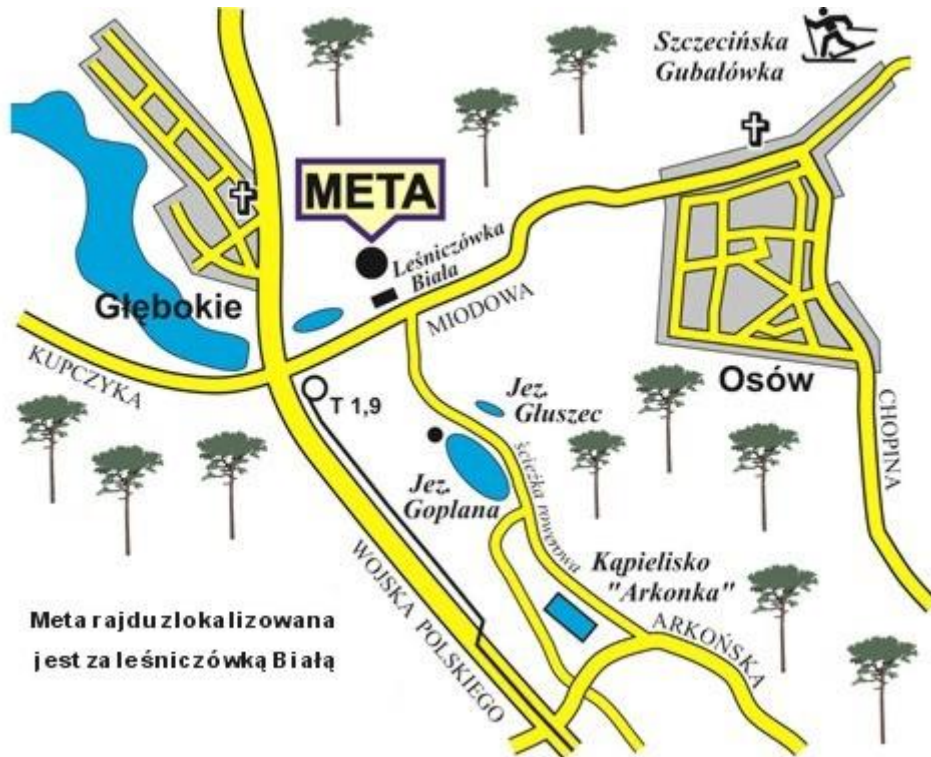 Szczecińska
Gubałówka
META
Leśniczówka
Biała
Głębokie
MIODOWA
KUPCZYKA
T 1,9
Jez.
Głuszec
Osów
CHOPINA
Jez.
Goplana
ścieżka rowerowa
Kąpielisko
"Arkonka"
WOJSKA POLSKIEGO
ARKOŃSKA
Meta rajdu zlokalizowana
jest za leśniczówką Białą